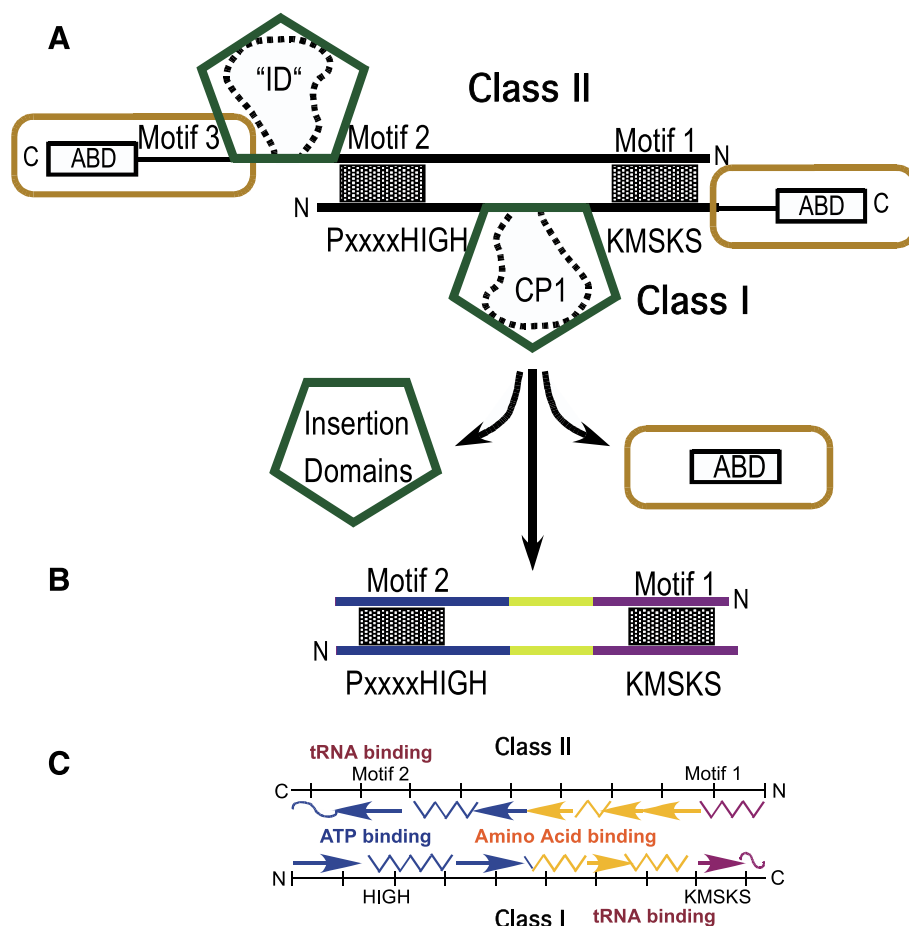 A
“ID“
Class II
C ABD Motif 3 Motif 2 Motif 1 N
N ABD C
PxxxxHIGH KMSKS
CP1
Class I
Insertion
Domains
ABD
B
Motif 2 Motif 1 N
N
PxxxxHIGH KMSKS
C
tRNA binding Class II
Motif 2 Motif 1
C N
ATP binding Amino Acid binding
N C
HIGH KMSKS
Class I tRNA binding